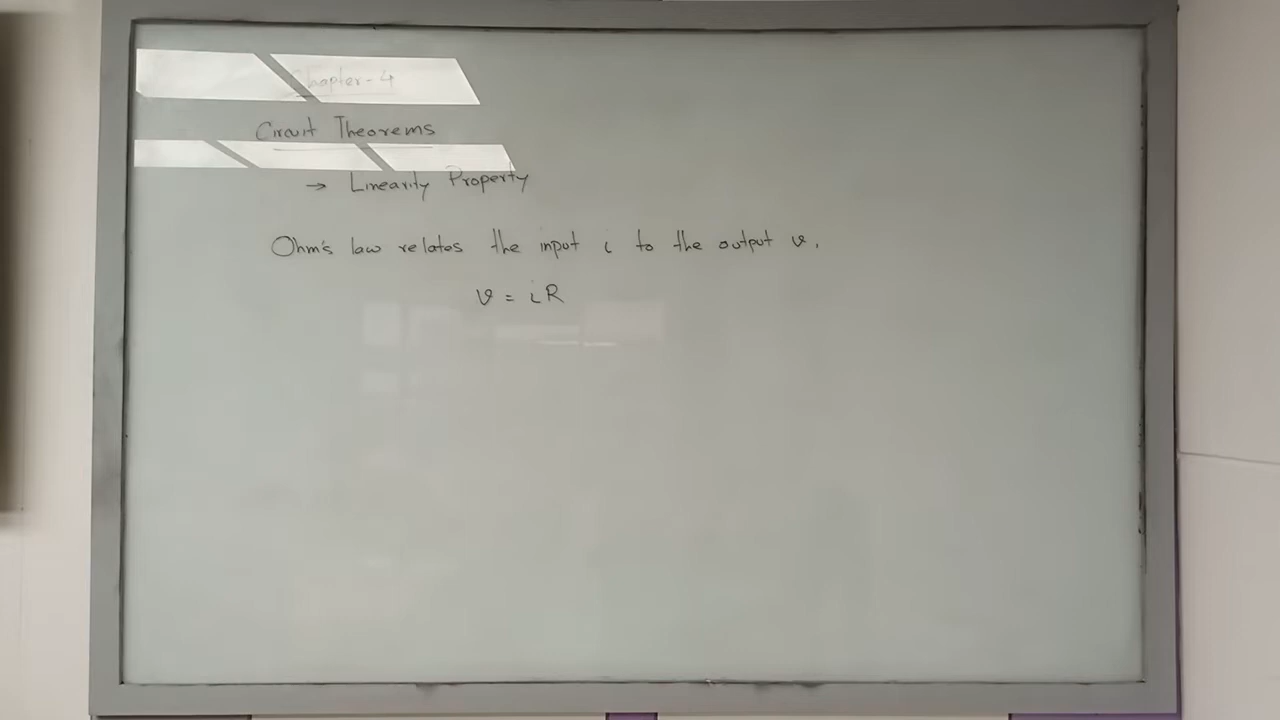 Chapter-4
Circuit Theorems
→ Linearity Property
Ohm's law relates the input i to the output v.
v = iR